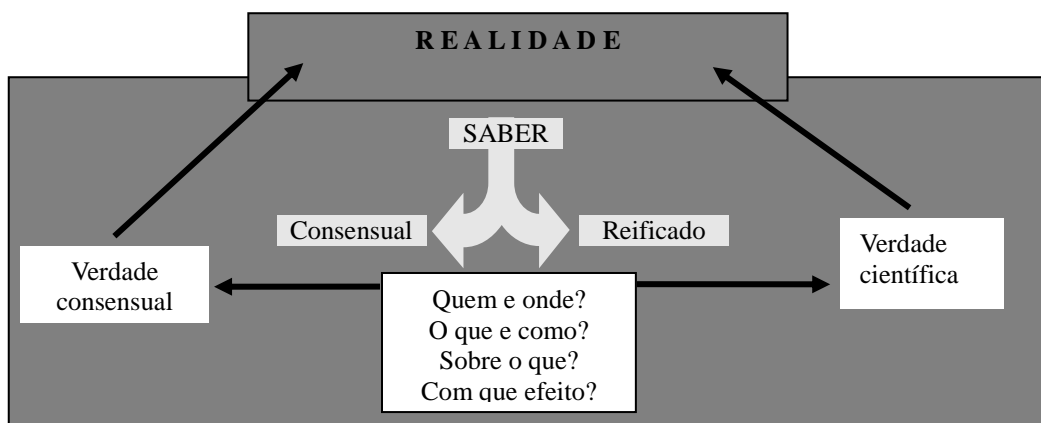 R E A L I D A D E
SABER
Consensual
Reificado
Verdade
consensual
Verdade
científica
Quem e onde?
O que e como?
Sobre o que?
Com que efeito?